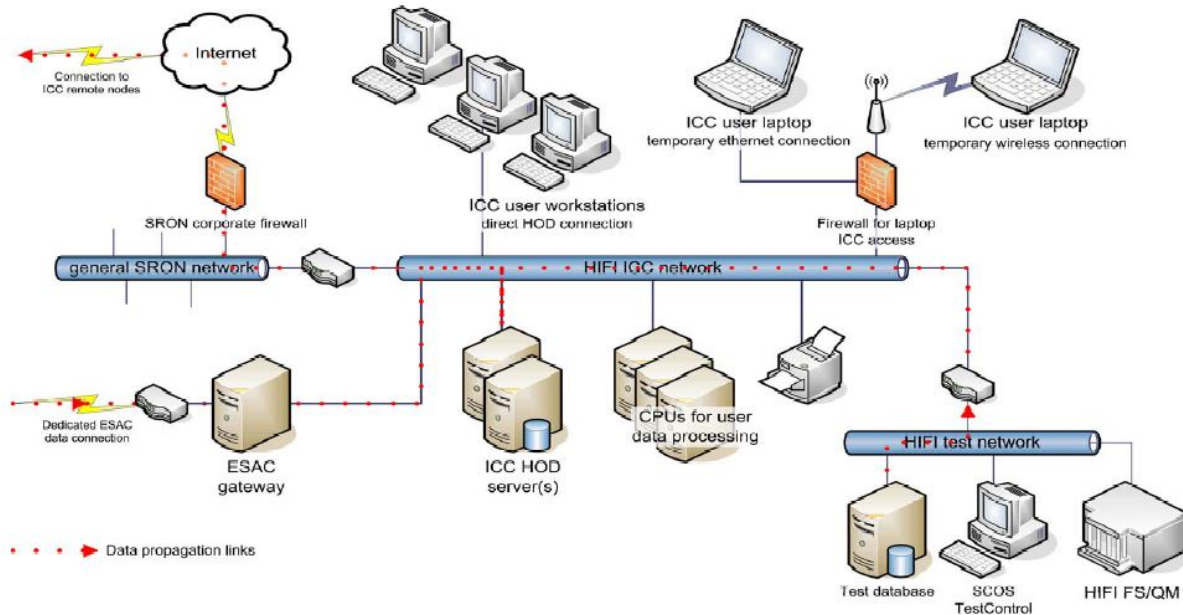 Internet
Connection to
ICC remote nodes
SRON corporate firewall
ICC user workstations
direct HOD connection
ICC user laptop
temporary ethernet connection
ICC user laptop
temporary wireless connection
Firewall for laptop
ICC access
general SRON network
HIFI ICC network
Dedicated ESAC
data connection
ESAC
gateway
ICC HOD
server(s)
CPUs for user
data processing
HIFI test network
Test database
SCOS
TestControl
HIFI FS/QM
Data propagation links